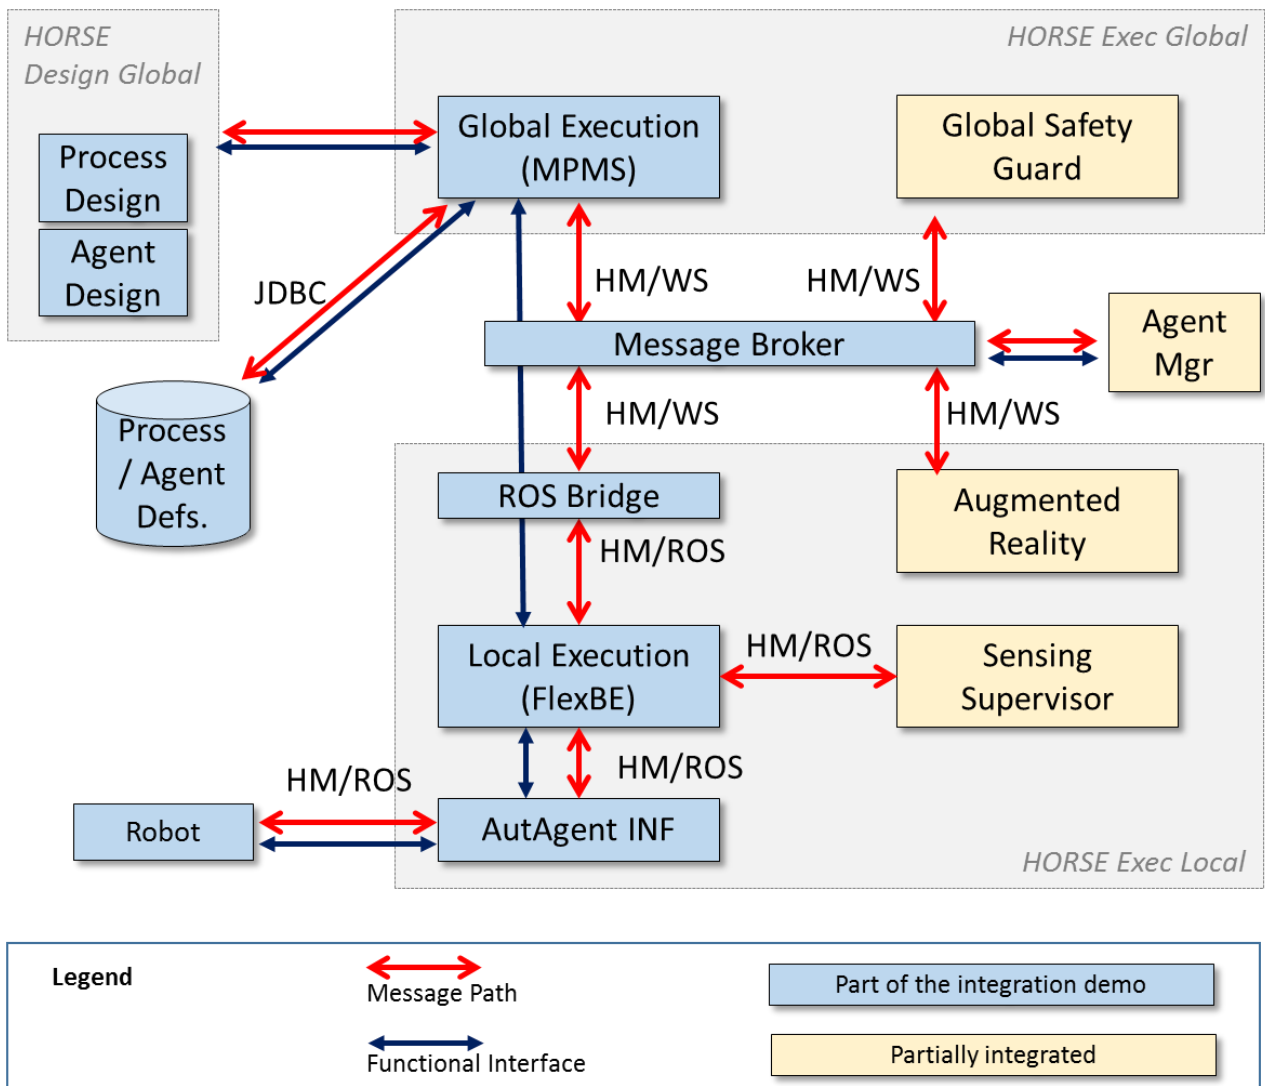 HORSE
Design Global
HORSE Exec Global
Process
Design
Agent
Design
Global Execution
(MPMS)
Global Safety
Guard
JDBC
HM/WS
HM/WS
Message Broker
Agent
Mgr
Process
/ Agent
Defs.
HM/WS
HM/WS
ROS Bridge
Augmented
Reality
HM/ROS
Local Execution
(FlexBE)
HM/ROS
Sensing
Supervisor
HM/ROS
HM/ROS
Robot
AutAgent INF
HORSE Exec Local
Legend
Message Path
Functional Interface
Part of the integration demo
Partially integrated